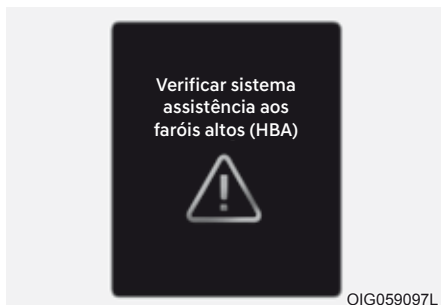 Verificar sistema
assistência aos
faróis altos (HBA)
OIG059097L